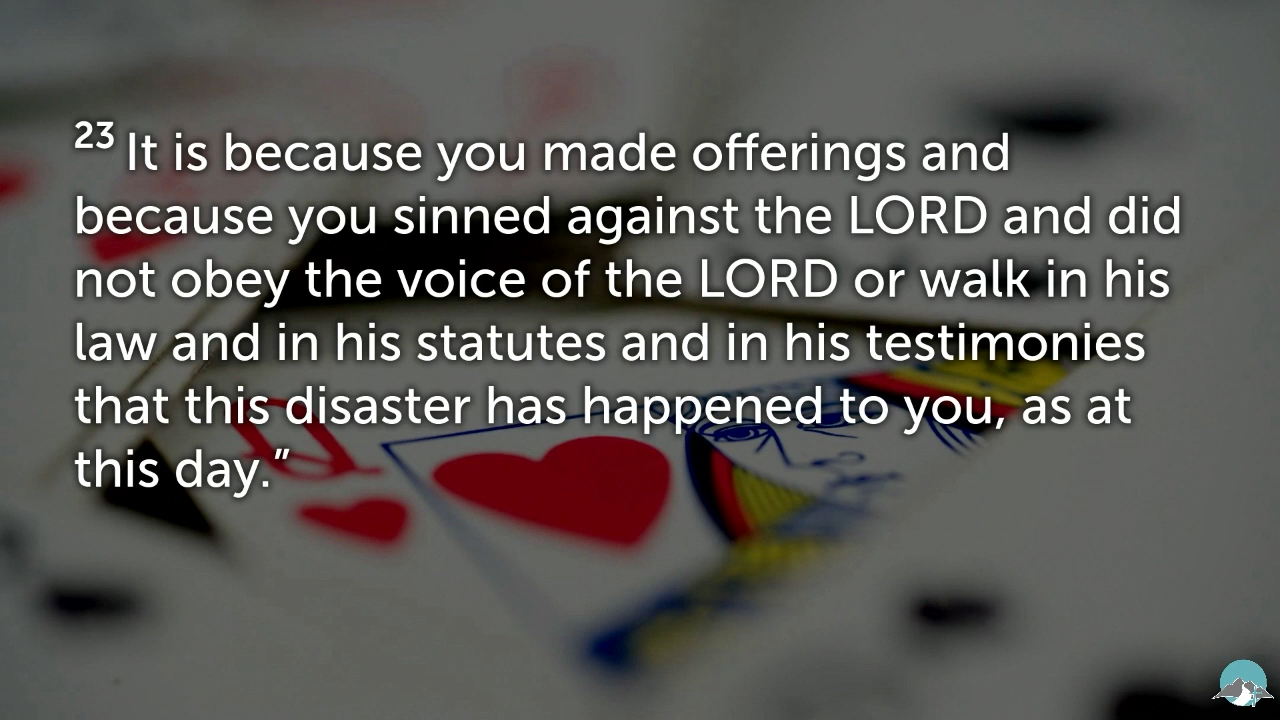 23 It is because you made offerings and
because you sinned against the LORD and did
not obey the voice of the LORD or walk in his
law and in his statutes and in his testimonies
that this disaster has happened to you, as at
this day.”
Q